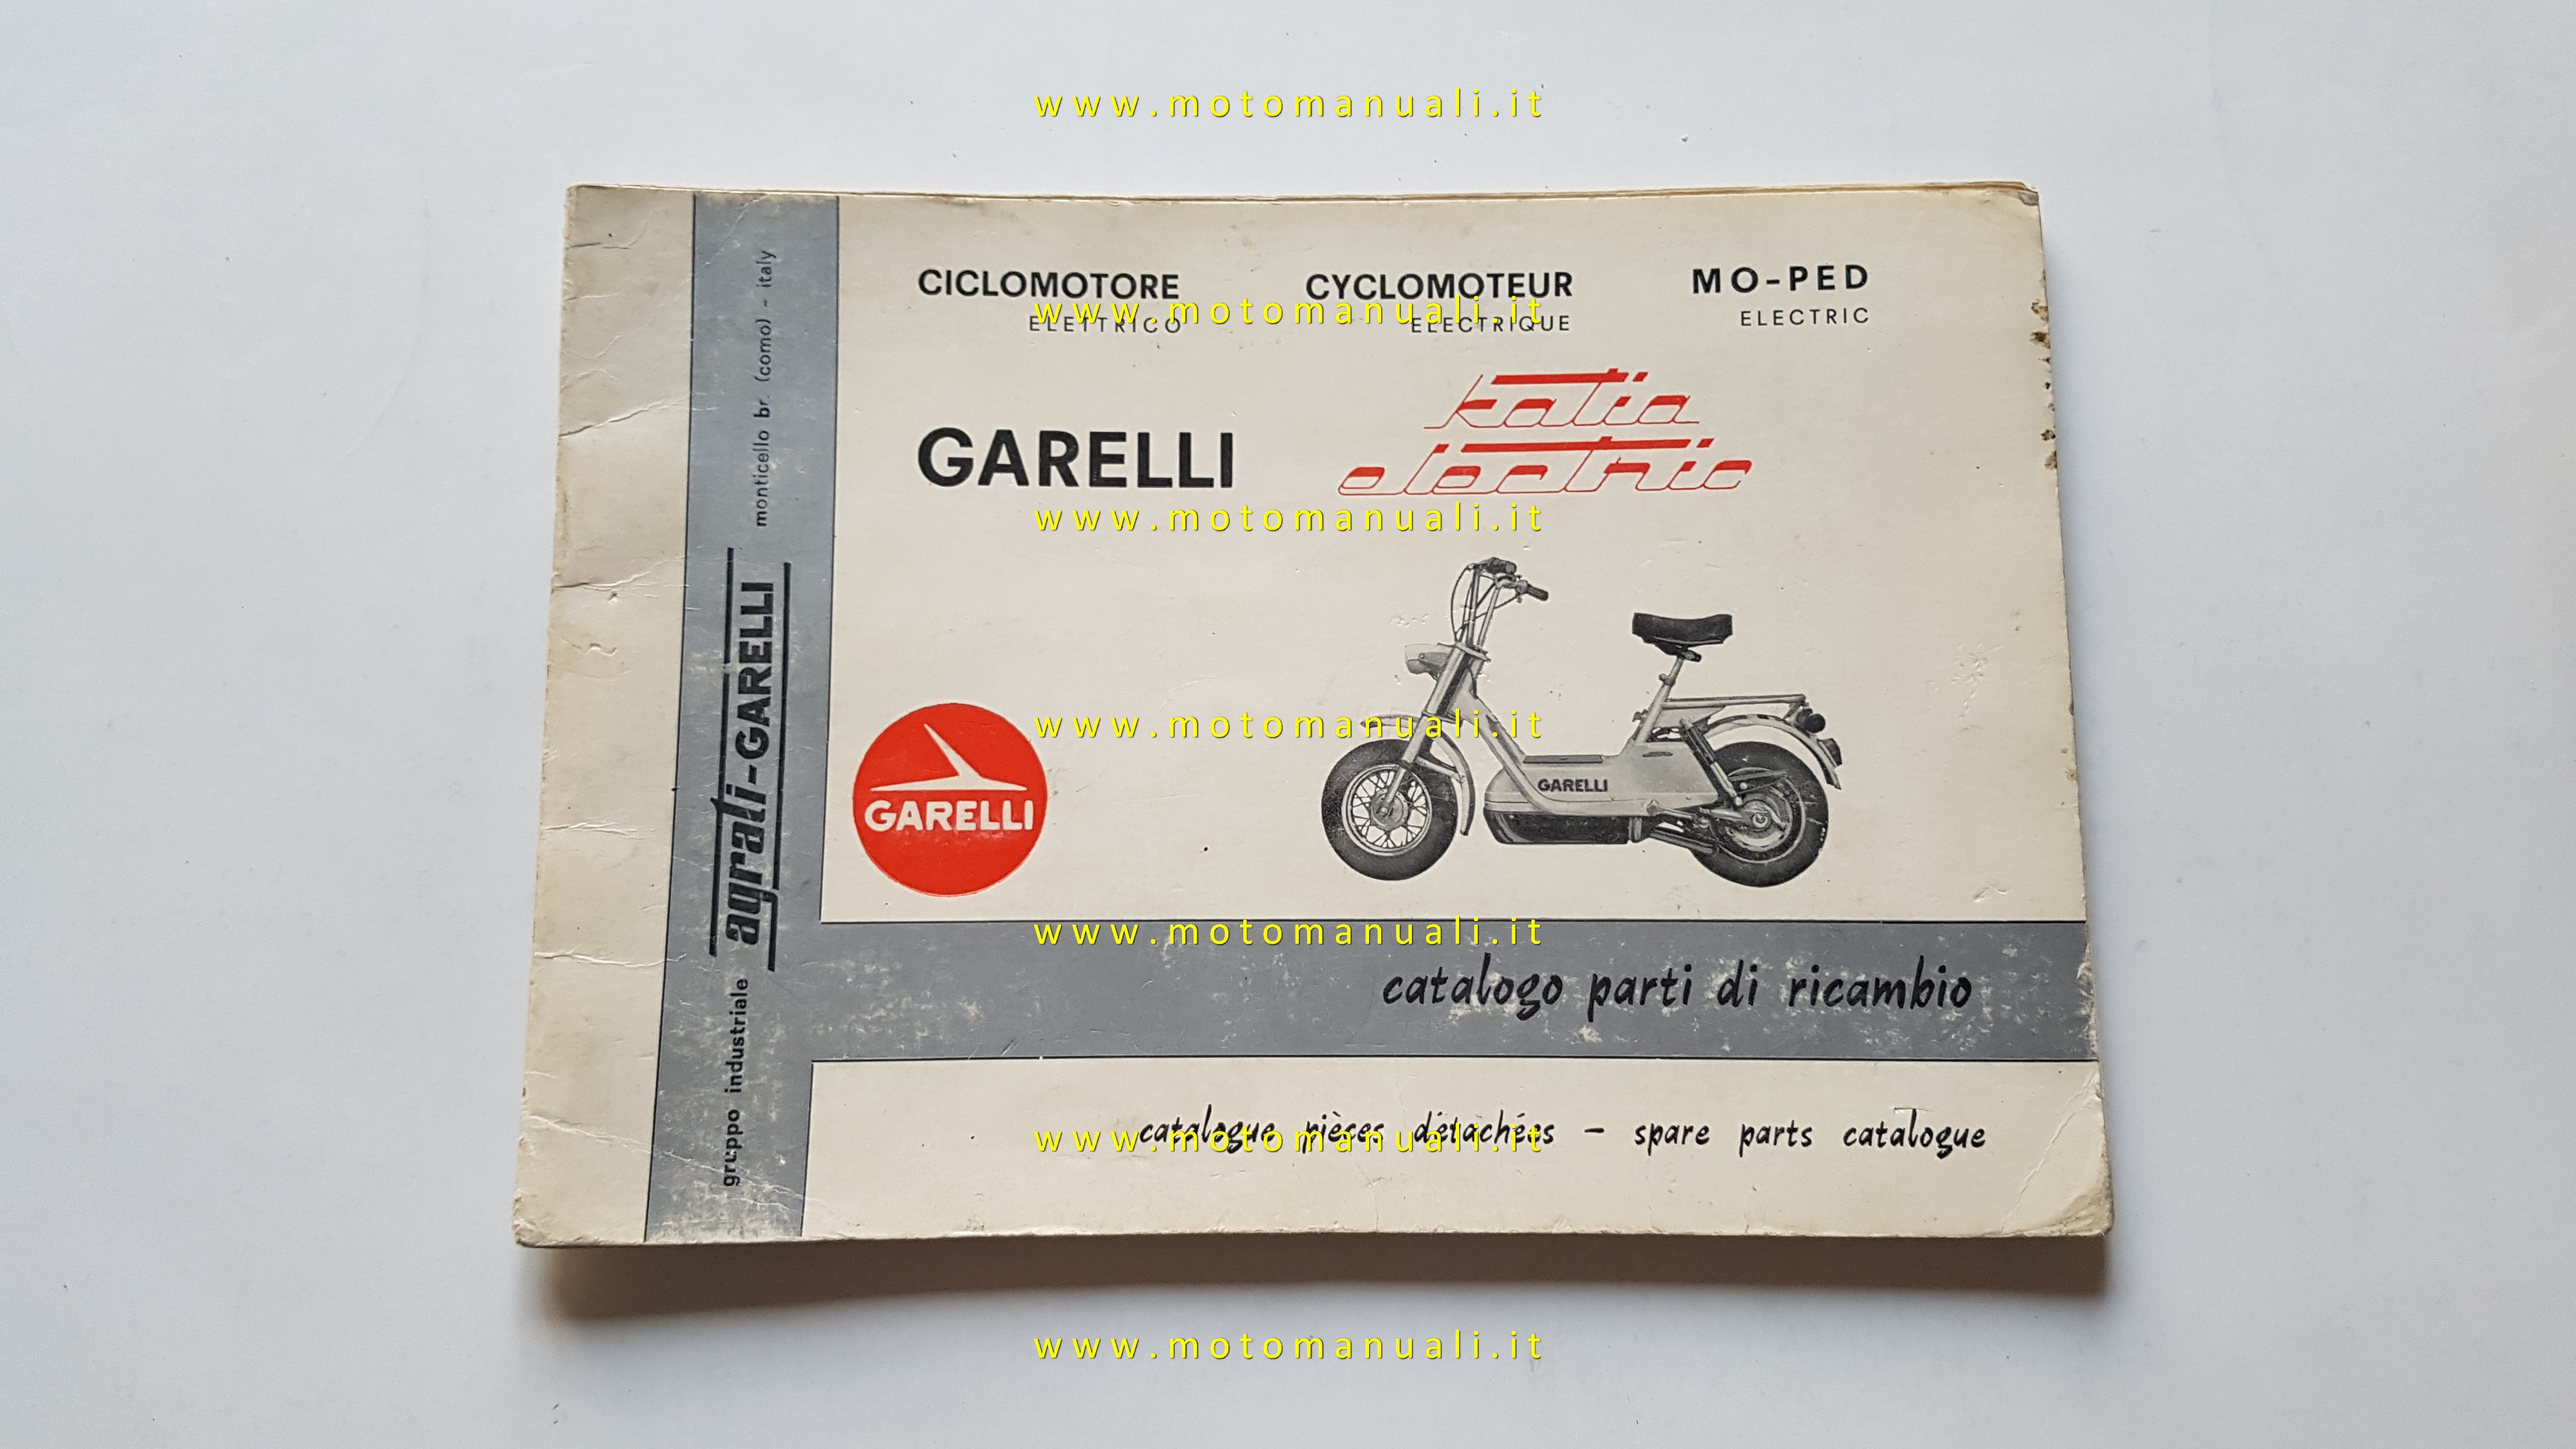 www.motomanuali.it
CICLOMOTORE
ELETTRICO
CYCLOMOTEUR
ELECTRIQUE
MO-PED
ELECTRIC
www.motomanuali.it
GARELLI
katia
electric
www.motomanuali.it
www.motomanuali.it
GARELLI
GARELLI
www.motomanuali.it
catalogo parti di ricambio
catalogue pièces détachées - spare parts catalogue
www.motomanuali.it
gruppo industriale agrati-GARELLI monticello br. (como) - italy
www.motomanuali.it